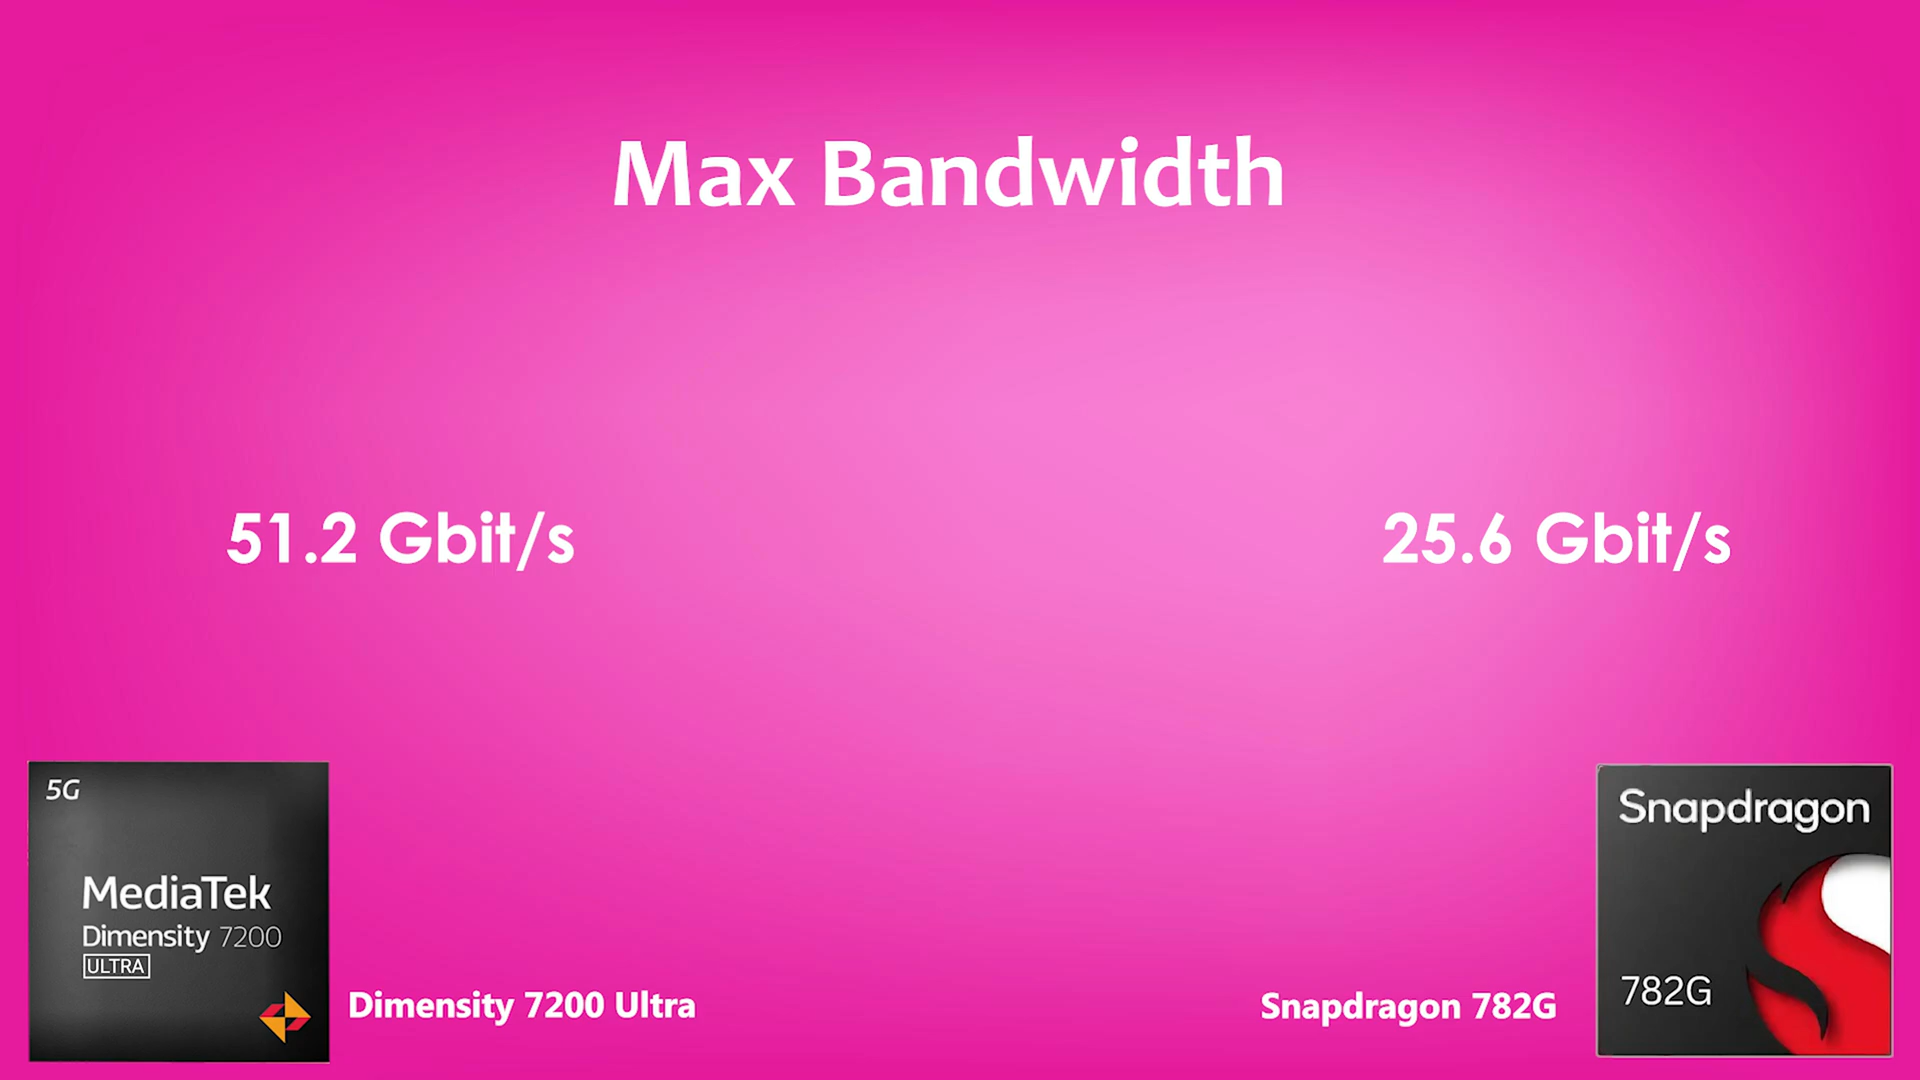 Max Bandwidth
51.2 Gbit/s
25.6 Gbit/s
5G
MediaTek
Dimensity 7200
ULTRA
Dimensity 7200 Ultra
Snapdragon 782G
Snapdragon
782G